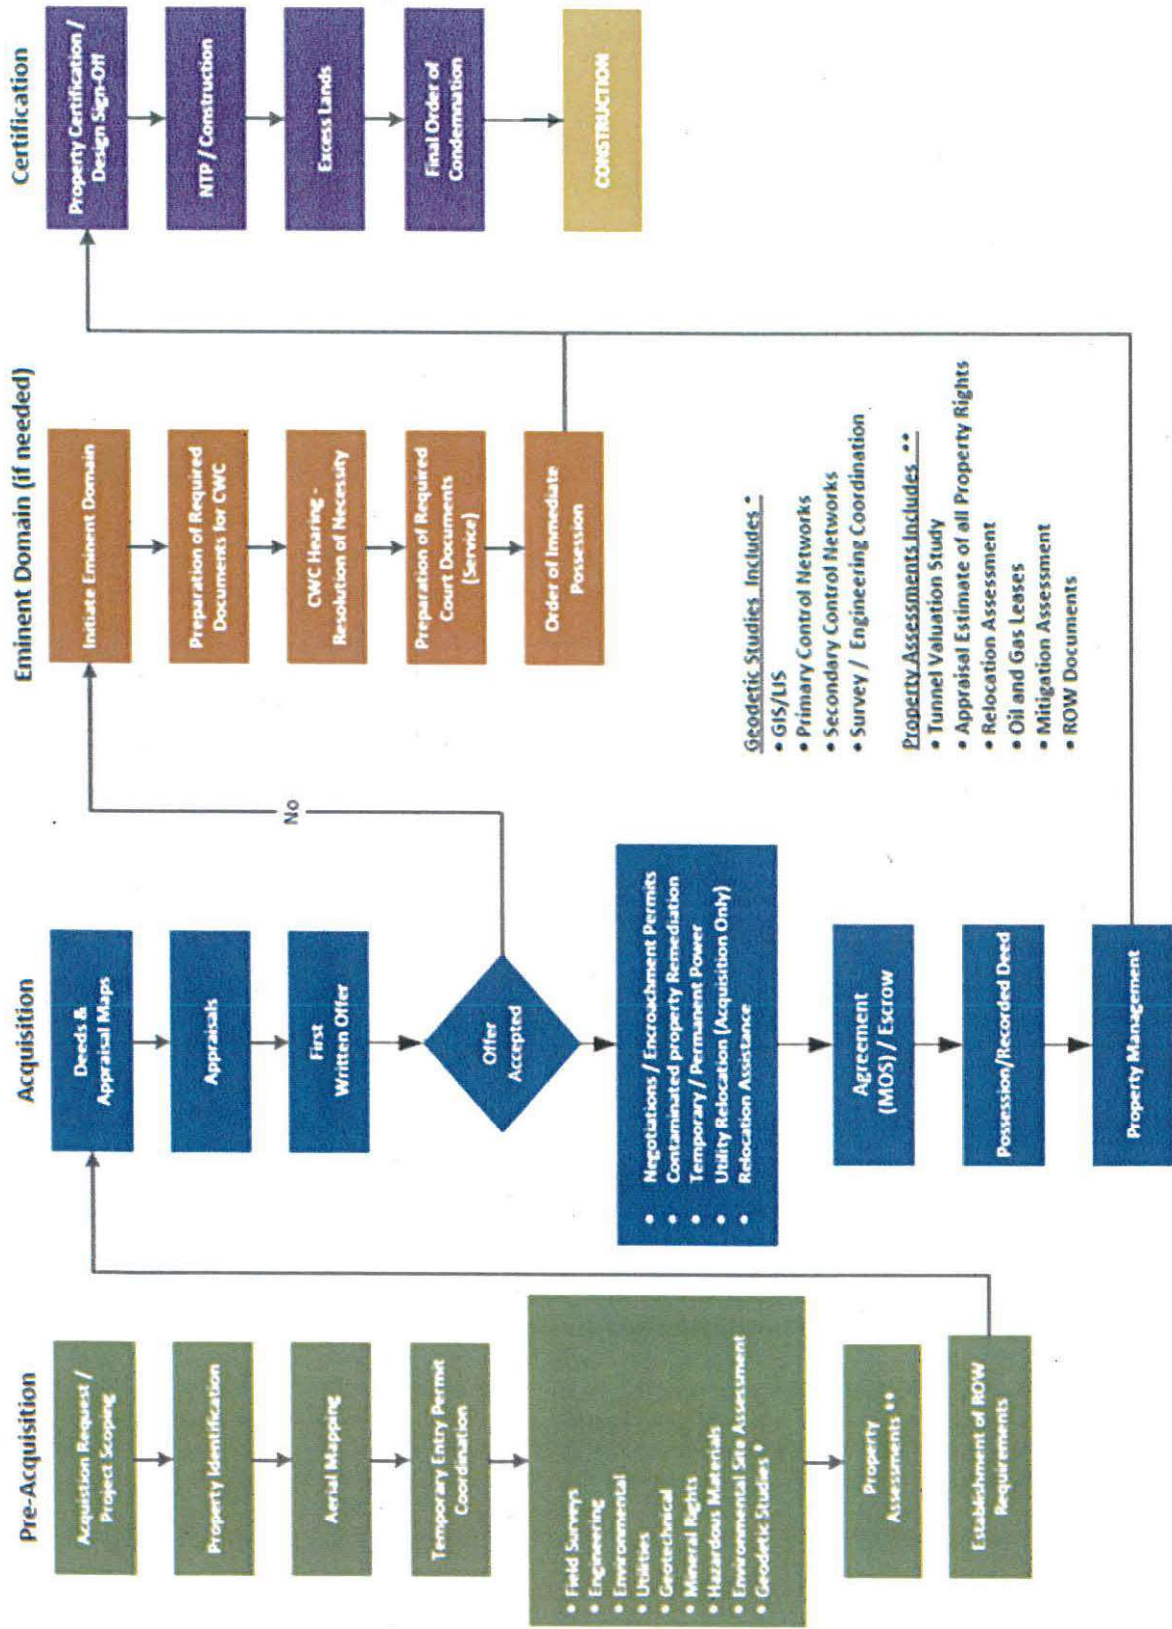 Pre-Acquisition
Acquistion Request /
Project Scoping
Property Identification
Aerial Mapping
Temporary Entry Permit
Coordination
• Field Surveys
• Engineering
• Environmental
• Utilities
• Geotechnical
• Mineral Rights
• Hazardous Materials
• Environmental Site Assessment
• Geodetic Studies *
Property
Assessments **
Establishment of ROW
Requirements
Acquisition
Deeds &
Appraisal Maps
Appraisals
First
Written Offer
Offer
Accepted
No
• Negotiations / Encroachment Permits
• Contaminated property Remediation
• Temporary / Permanent Power
• Utility Relocation (Acquisition Only)
• Relocation Assistance
Agreement
(MOS) / Escrow
Possession/Recorded Deed
Property Management
Eminent Domain (if needed)
Initiate Eminent Domain
Preparation of Required
Documents for CWC
CWC Hearing -
Resolution of Necessity
Preparation of Required
Court Documents
(Service)
Order of Immediate
Possession
Geodetic Studies Includes *
• GIS/LIS
• Primary Control Networks
• Secondary Control Networks
• Survey / Engineering Coordination
Property Assessments Includes **
• Tunnel Valuation Study
• Appraisal Estimate of all Property Rights
• Relocation Assessment
• Oil and Gas Leases
• Mitigation Assessment
• ROW Documents
Certification
Property Certification /
Design Sign-Off
NTP / Construction
Excess Lands
Final Order of
Condemnation
CONSTRUCTION